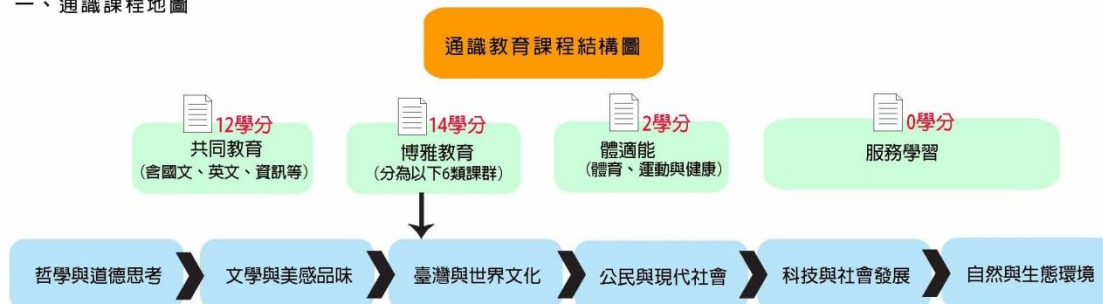 一、通識課程地圖
通識教育課程結構圖
12學分
共同教育
(含國文、英文、資訊等)
14學分
博雅教育
(分為以下6類課群)
2學分
體適能
(體育、運動與健康)
0學分
服務學習
哲學與道德思考
文學與美感品味
臺灣與世界文化
公民與現代社會
科技與社會發展
自然與生態環境